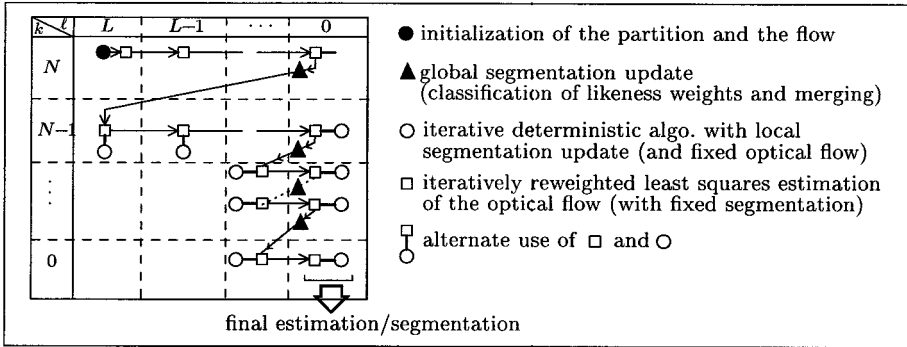 k ℓ L L−1 ··· 0
N
N−1
⋮
0
final estimation/segmentation
● initialization of the partition and the flow
▲ global segmentation update
(classification of likeness weights and merging)
○ iterative deterministic algo. with local
segmentation update (and fixed optical flow)
□ iteratively reweighted least squares estimation
of the optical flow (with fixed segmentation)
alternate use of □ and ○